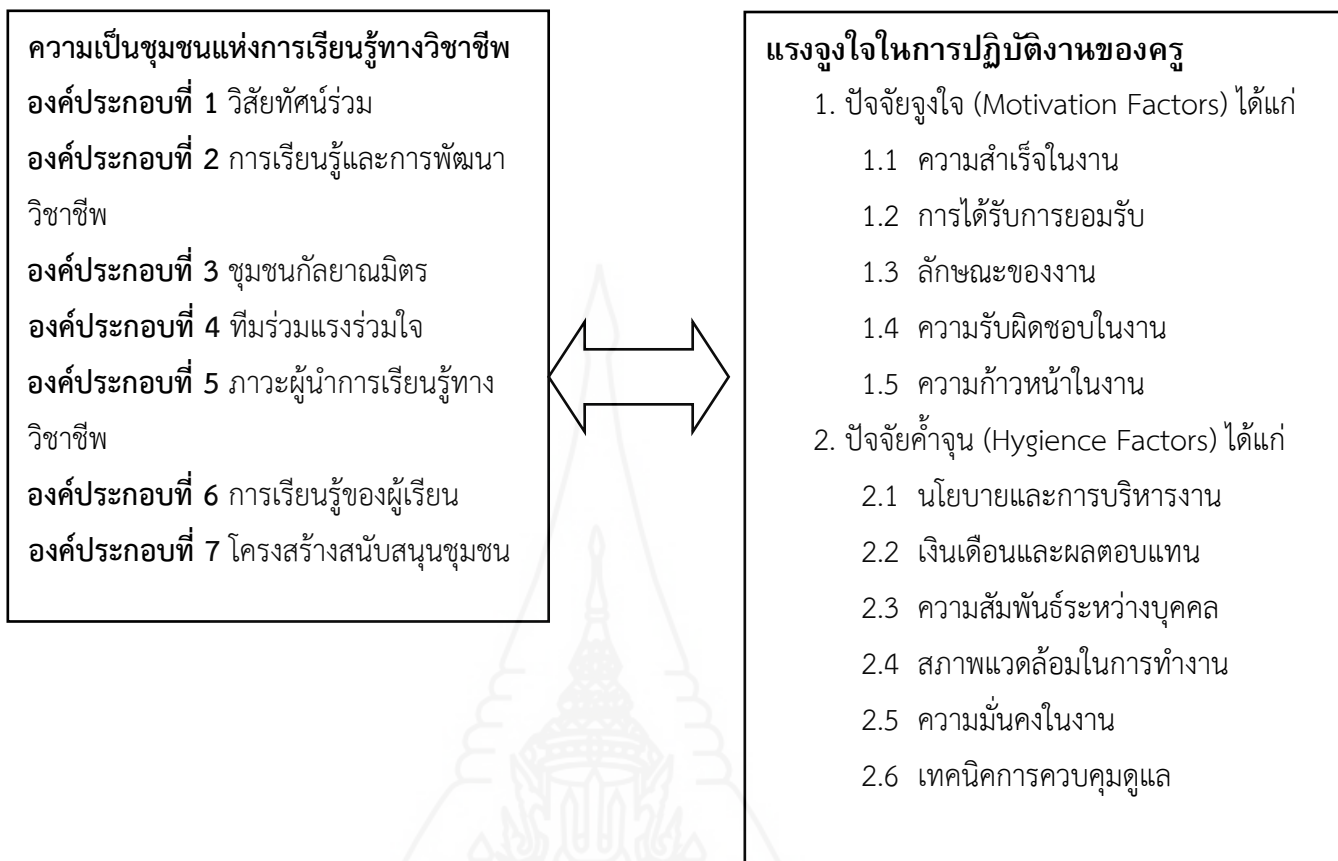 ความเป็นชุมชนแห่งการเรียนรู้ทางวิชาชีพ
องค์ประกอบที่ 1 วิสัยทัศน์ร่วม
องค์ประกอบที่ 2 การเรียนรู้และการพัฒนา
วิชาชีพ
องค์ประกอบที่ 3 ชุมชนกัลยาณมิตร
องค์ประกอบที่ 4 ทีมร่วมแรงร่วมใจ
องค์ประกอบที่ 5 ภาวะผู้นำการเรียนรู้ทาง
วิชาชีพ
องค์ประกอบที่ 6 การเรียนรู้ของผู้เรียน
องค์ประกอบที่ 7 โครงสร้างสนับสนุนชุมชน
แรงจูงใจในการปฏิบัติงานของครู
1. ปัจจัยจูงใจ (Motivation Factors) ได้แก่
1.1 ความสำเร็จในงาน
1.2 การได้รับการยอมรับ
1.3 ลักษณะของงาน
1.4 ความรับผิดชอบในงาน
1.5 ความก้าวหน้าในงาน
2. ปัจจัยค้ำจุน (Hygience Factors) ได้แก่
2.1 นโยบายและการบริหารงาน
2.2 เงินเดือนและผลตอบแทน
2.3 ความสัมพันธ์ระหว่างบุคคล
2.4 สภาพแวดล้อมในการทำงาน
2.5 ความมั่นคงในงาน
2.6 เทคนิคการควบคุมดูแล